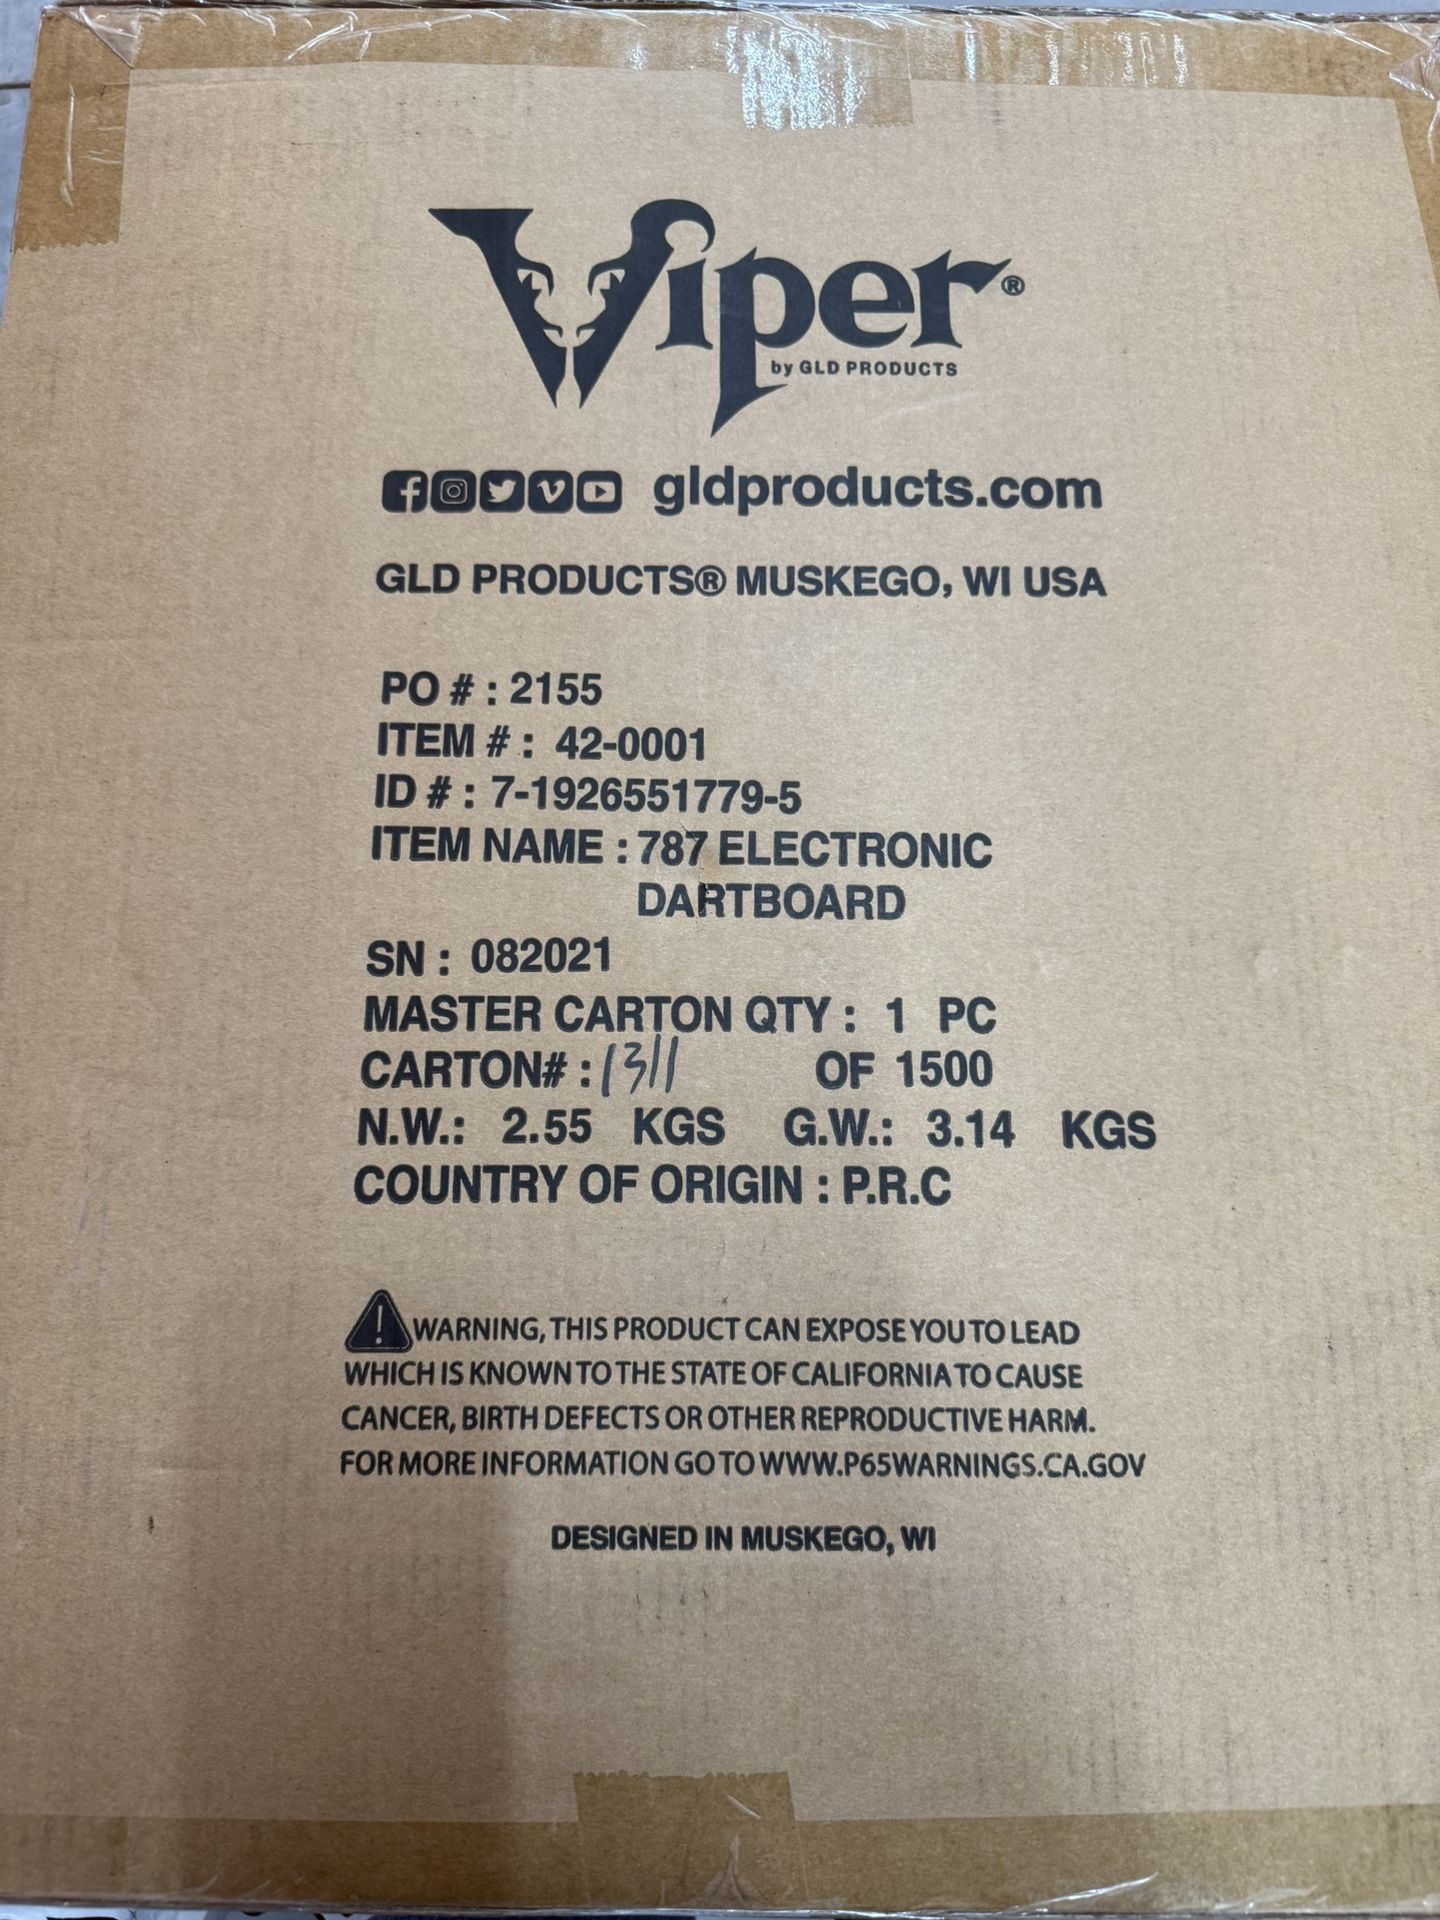 Viper®
by GLD PRODUCTS
gldproducts.com
GLD PRODUCTS® MUSKEGO, WI USA
PO # : 2155
ITEM # : 42-0001
ID # : 7-1926551779-5
ITEM NAME : 787 ELECTRONIC
DARTBOARD
SN : 082021
MASTER CARTON QTY : 1 PC
CARTON# : 1311 OF 1500
N.W.: 2.55 KGS G.W.: 3.14 KGS
COUNTRY OF ORIGIN : P.R.C
WARNING, THIS PRODUCT CAN EXPOSE YOU TO LEAD
WHICH IS KNOWN TO THE STATE OF CALIFORNIA TO CAUSE
CANCER, BIRTH DEFECTS OR OTHER REPRODUCTIVE HARM.
FOR MORE INFORMATION GO TO WWW.P65WARNINGS.CA.GOV
DESIGNED IN MUSKEGO, WI